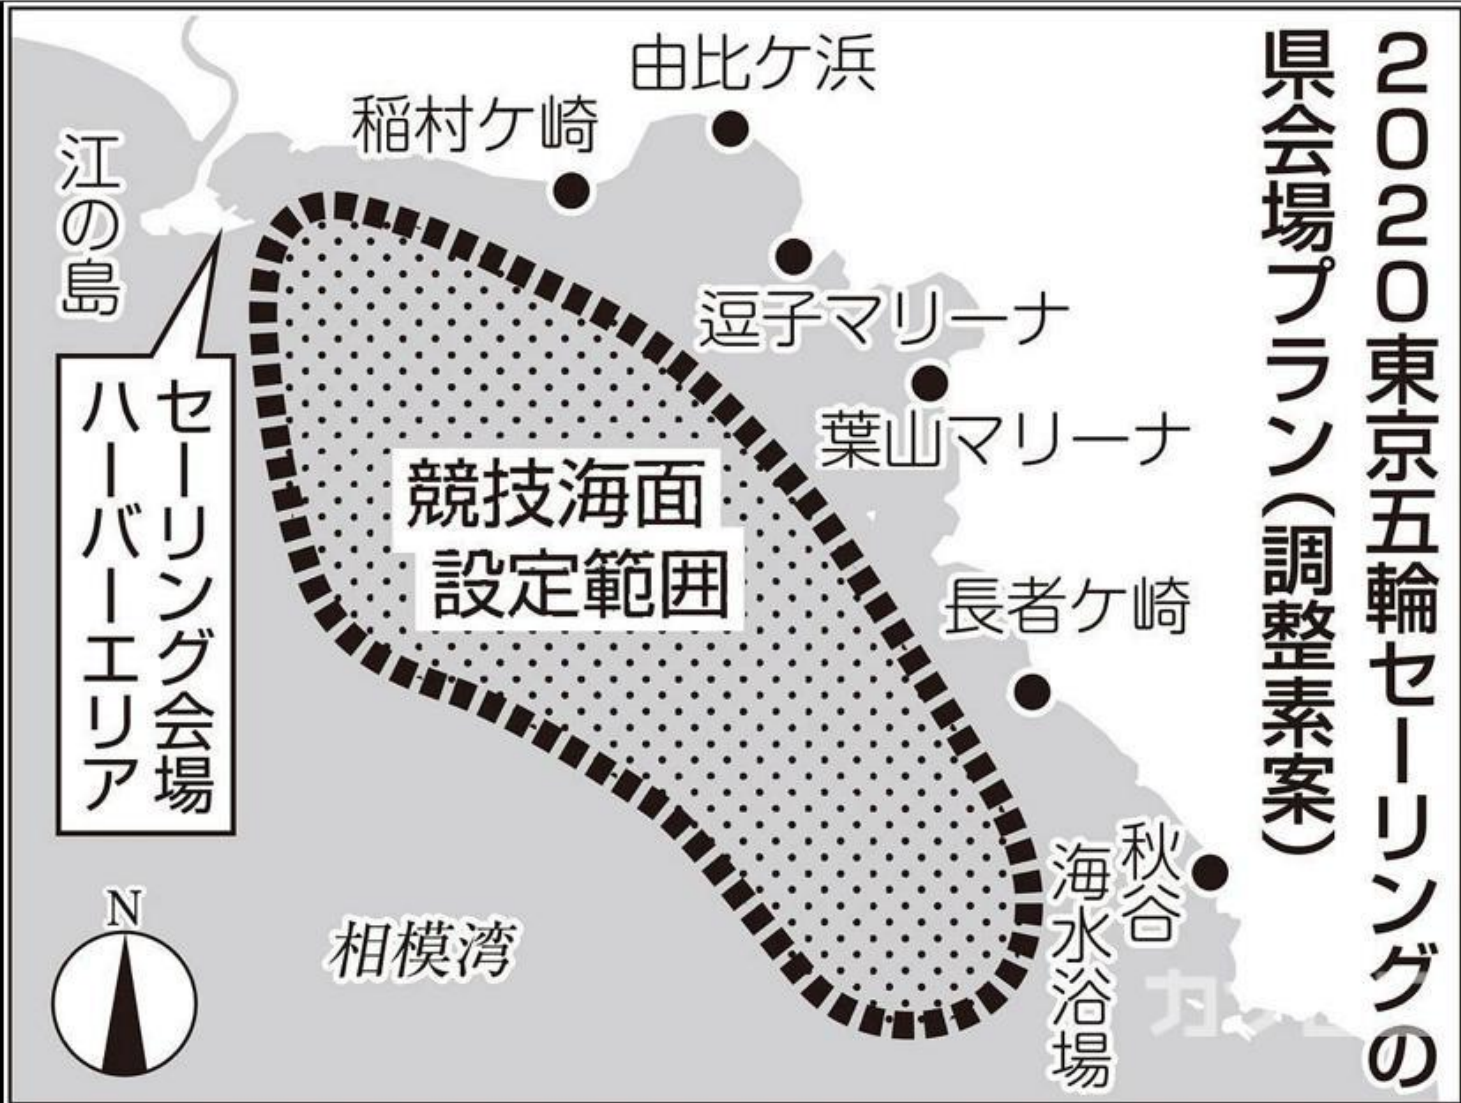 2020東京五輪セーリングの
県会場プラン(調整素案)
由比ケ浜
稲村ケ崎
江の島
逗子マリーナ
葉山マリーナ
セーリング会場
ハーバーエリア
競技海面
設定範囲
長者ケ崎
秋谷
海水浴場
相模湾
N